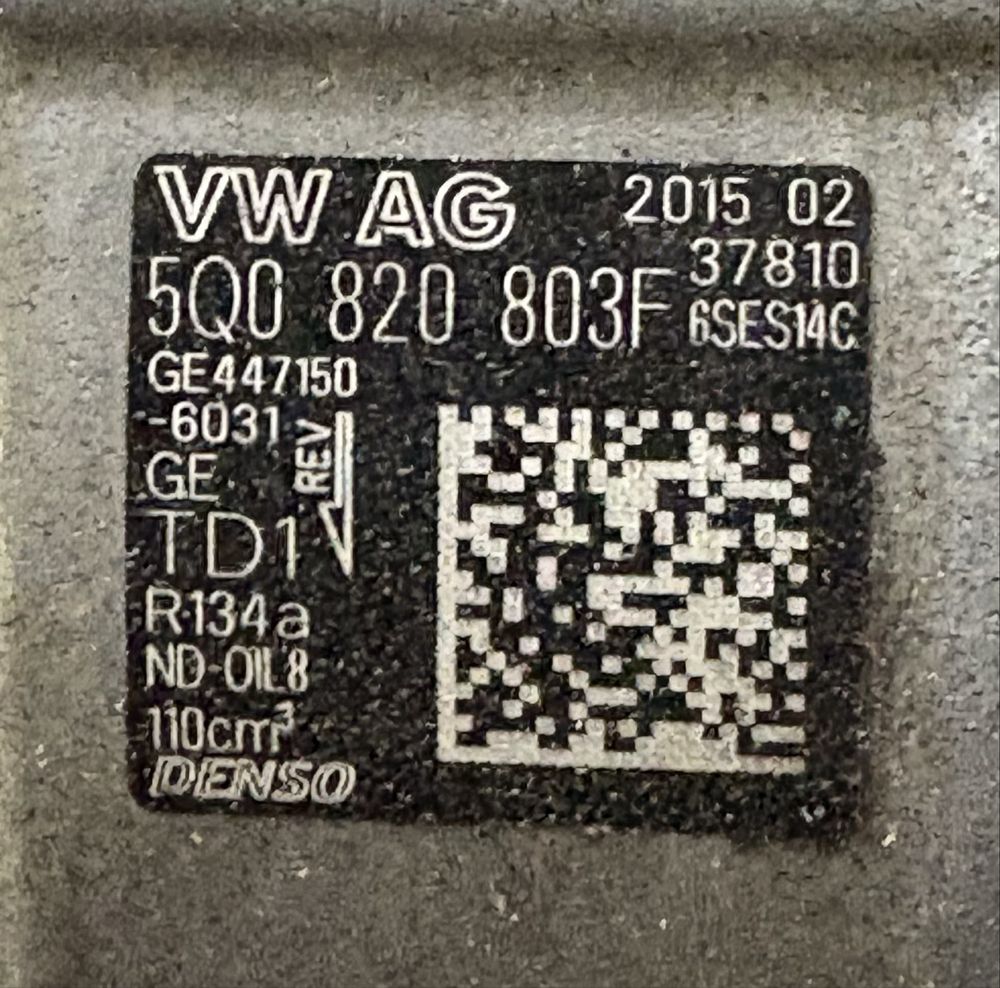 VW AG 2015 02
5Q0 820 803F 37810
6SES14C
GE447150
-6031
REV
GE
TD1
R134a
ND-OIL8
110cm³
DENSO